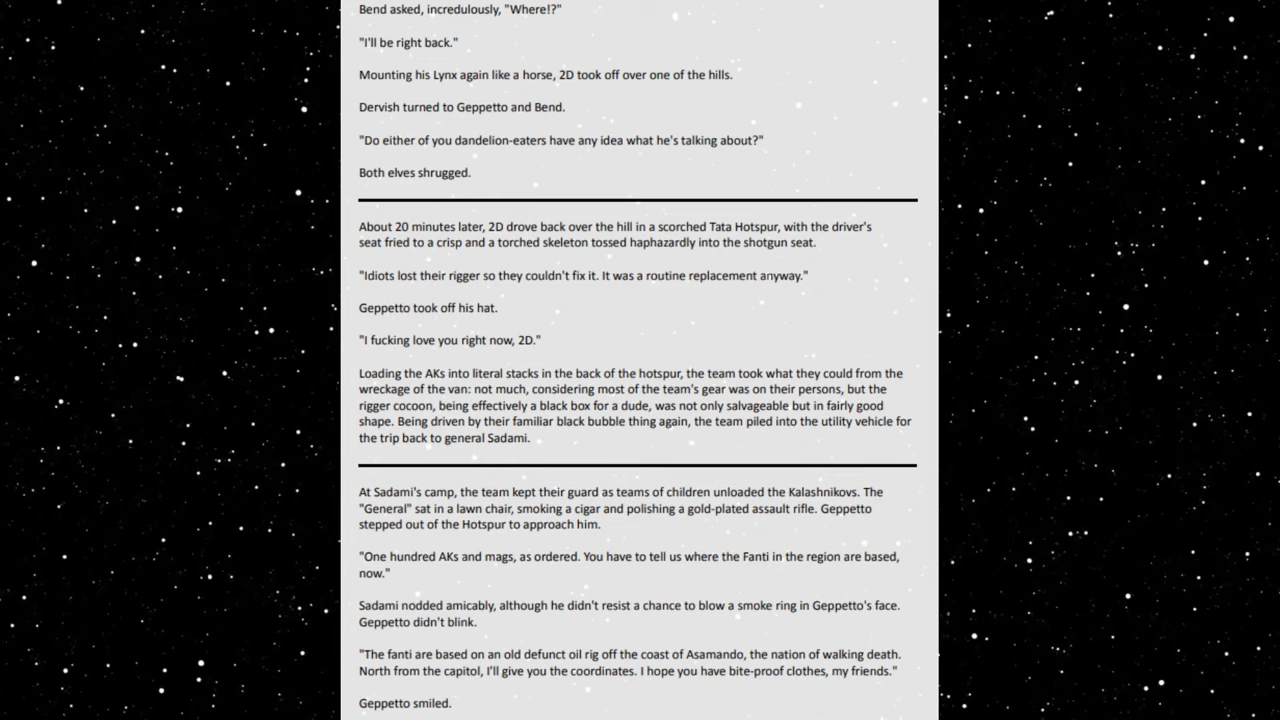 Bend asked, incredulously, "Where!?"
"I'll be right back."
Mounting his Lynx again like a horse, 2D took off over one of the hills.
Dervish turned to Geppetto and Bend.
"Do either of you dandelion-eaters have any idea what he's talking about?"
Both elves shrugged.
About 20 minutes later, 2D drove back over the hill in a scorched Tata Hotspur, with the driver's
seat fried to a crisp and a torched skeleton tossed haphazardly into the shotgun seat.
"Idiots lost their rigger so they couldn't fix it. It was a routine replacement anyway."
Geppetto took off his hat.
"I fucking love you right now, 2D."
Loading the AKs into literal stacks in the back of the hotspur, the team took what they could from the
wreckage of the van: not much, considering most of the team's gear was on their persons, but the
rigger cocoon, being effectively a black box for a dude, was not only salvageable but in fairly good
shape. Being driven by their familiar black bubble thing again, the team piled into the utility vehicle for
the trip back to general Sadami.
At Sadami's camp, the team kept their guard as teams of children unloaded the Kalashnikovs. The
"General" sat in a lawn chair, smoking a cigar and polishing a gold-plated assault rifle. Geppetto
stepped out of the Hotspur to approach him.
"One hundred AKs and mags, as ordered. You have to tell us where the Fanti in the region are based,
now."
Sadami nodded amicably, although he didn't resist a chance to blow a smoke ring in Geppetto's face.
Geppetto didn't blink.
"The fanti are based on an old defunct oil rig off the coast of Asamando, the nation of walking death.
North from the capitol, I'll give you the coordinates. I hope you have bite-proof clothes, my friends."
Geppetto smiled.